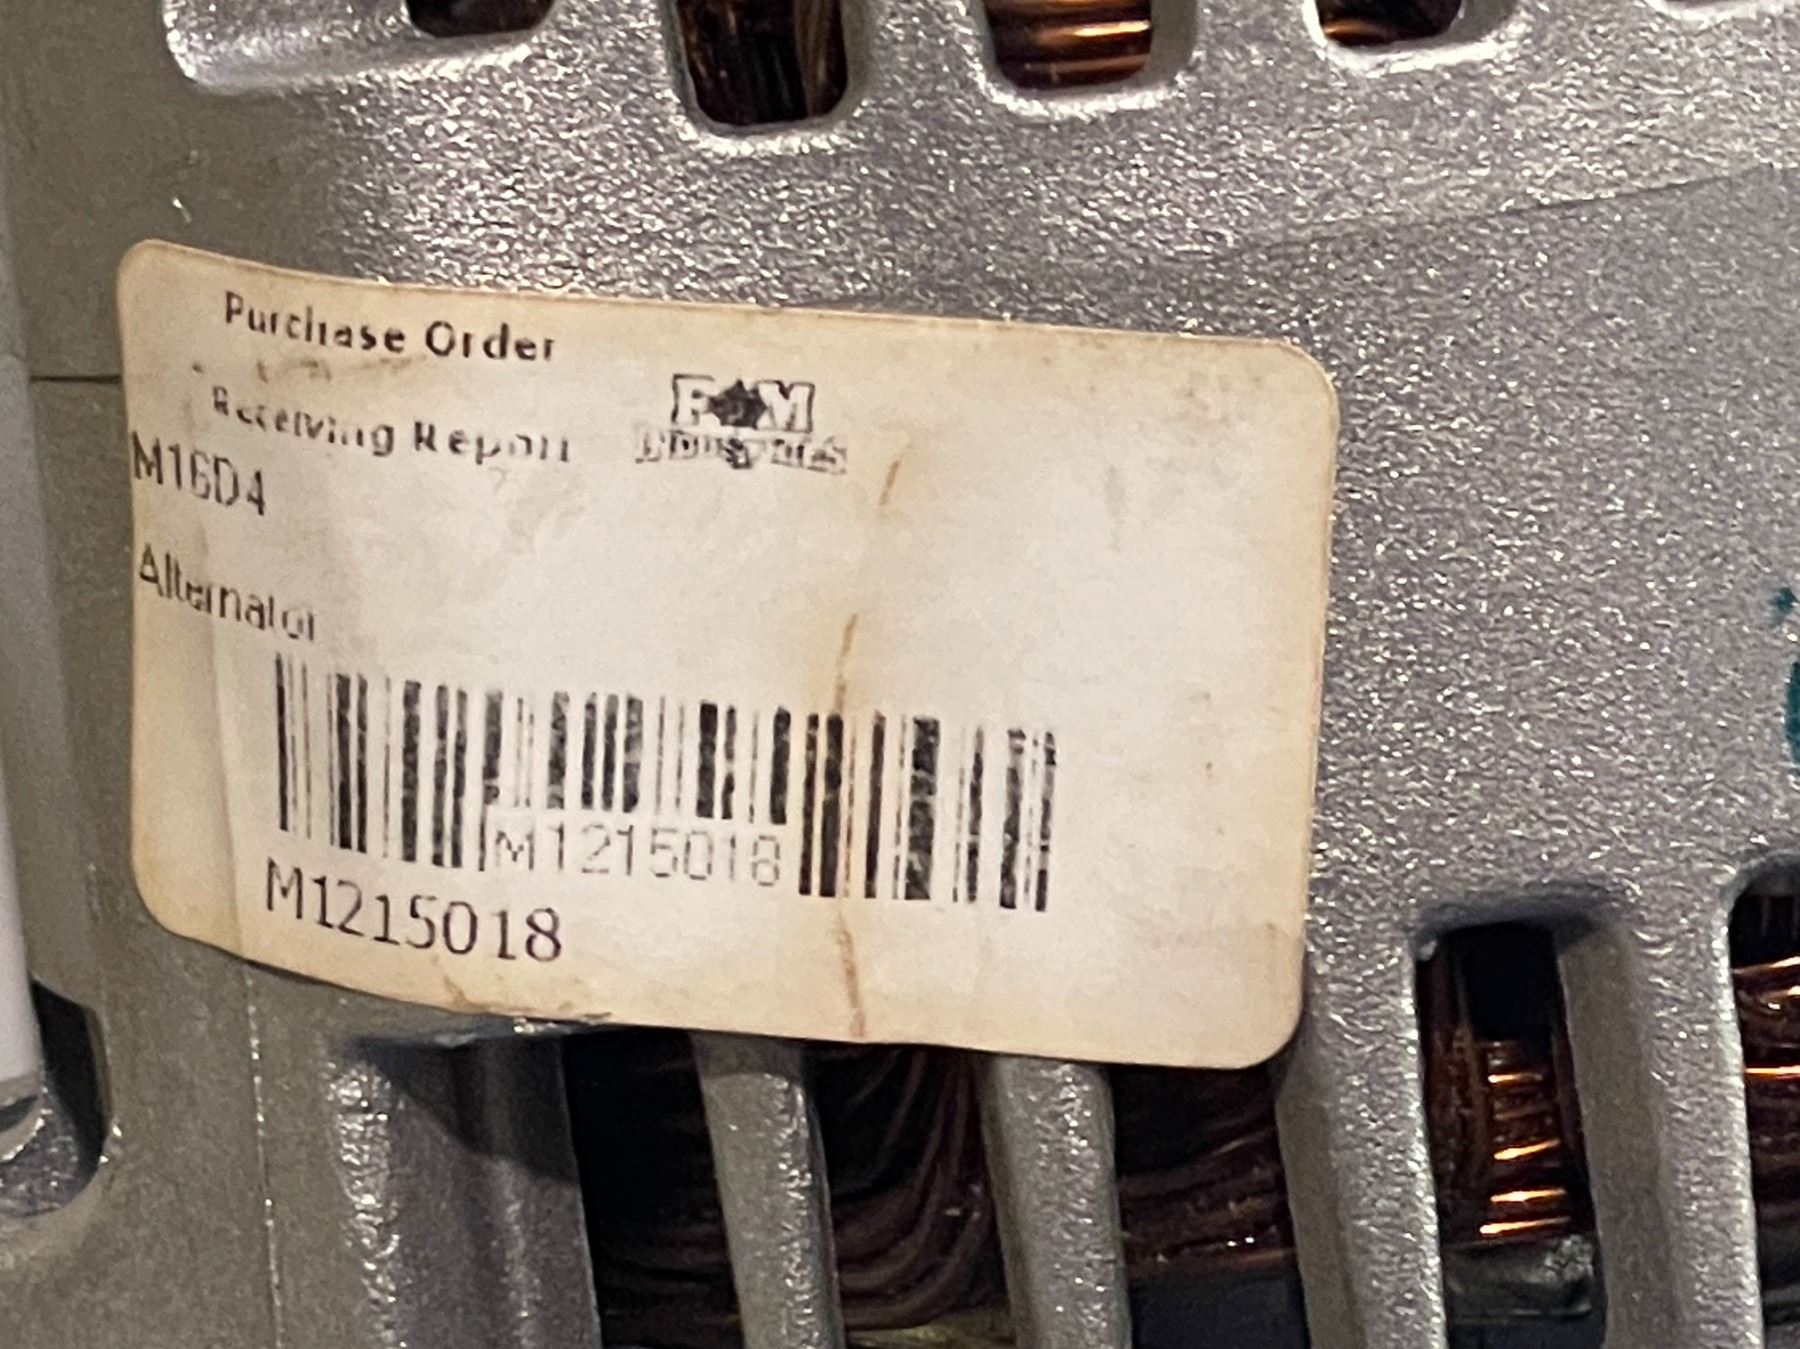 Purchase Order
Receiving Report
M16D4
Alternator
M1215018
M1215018